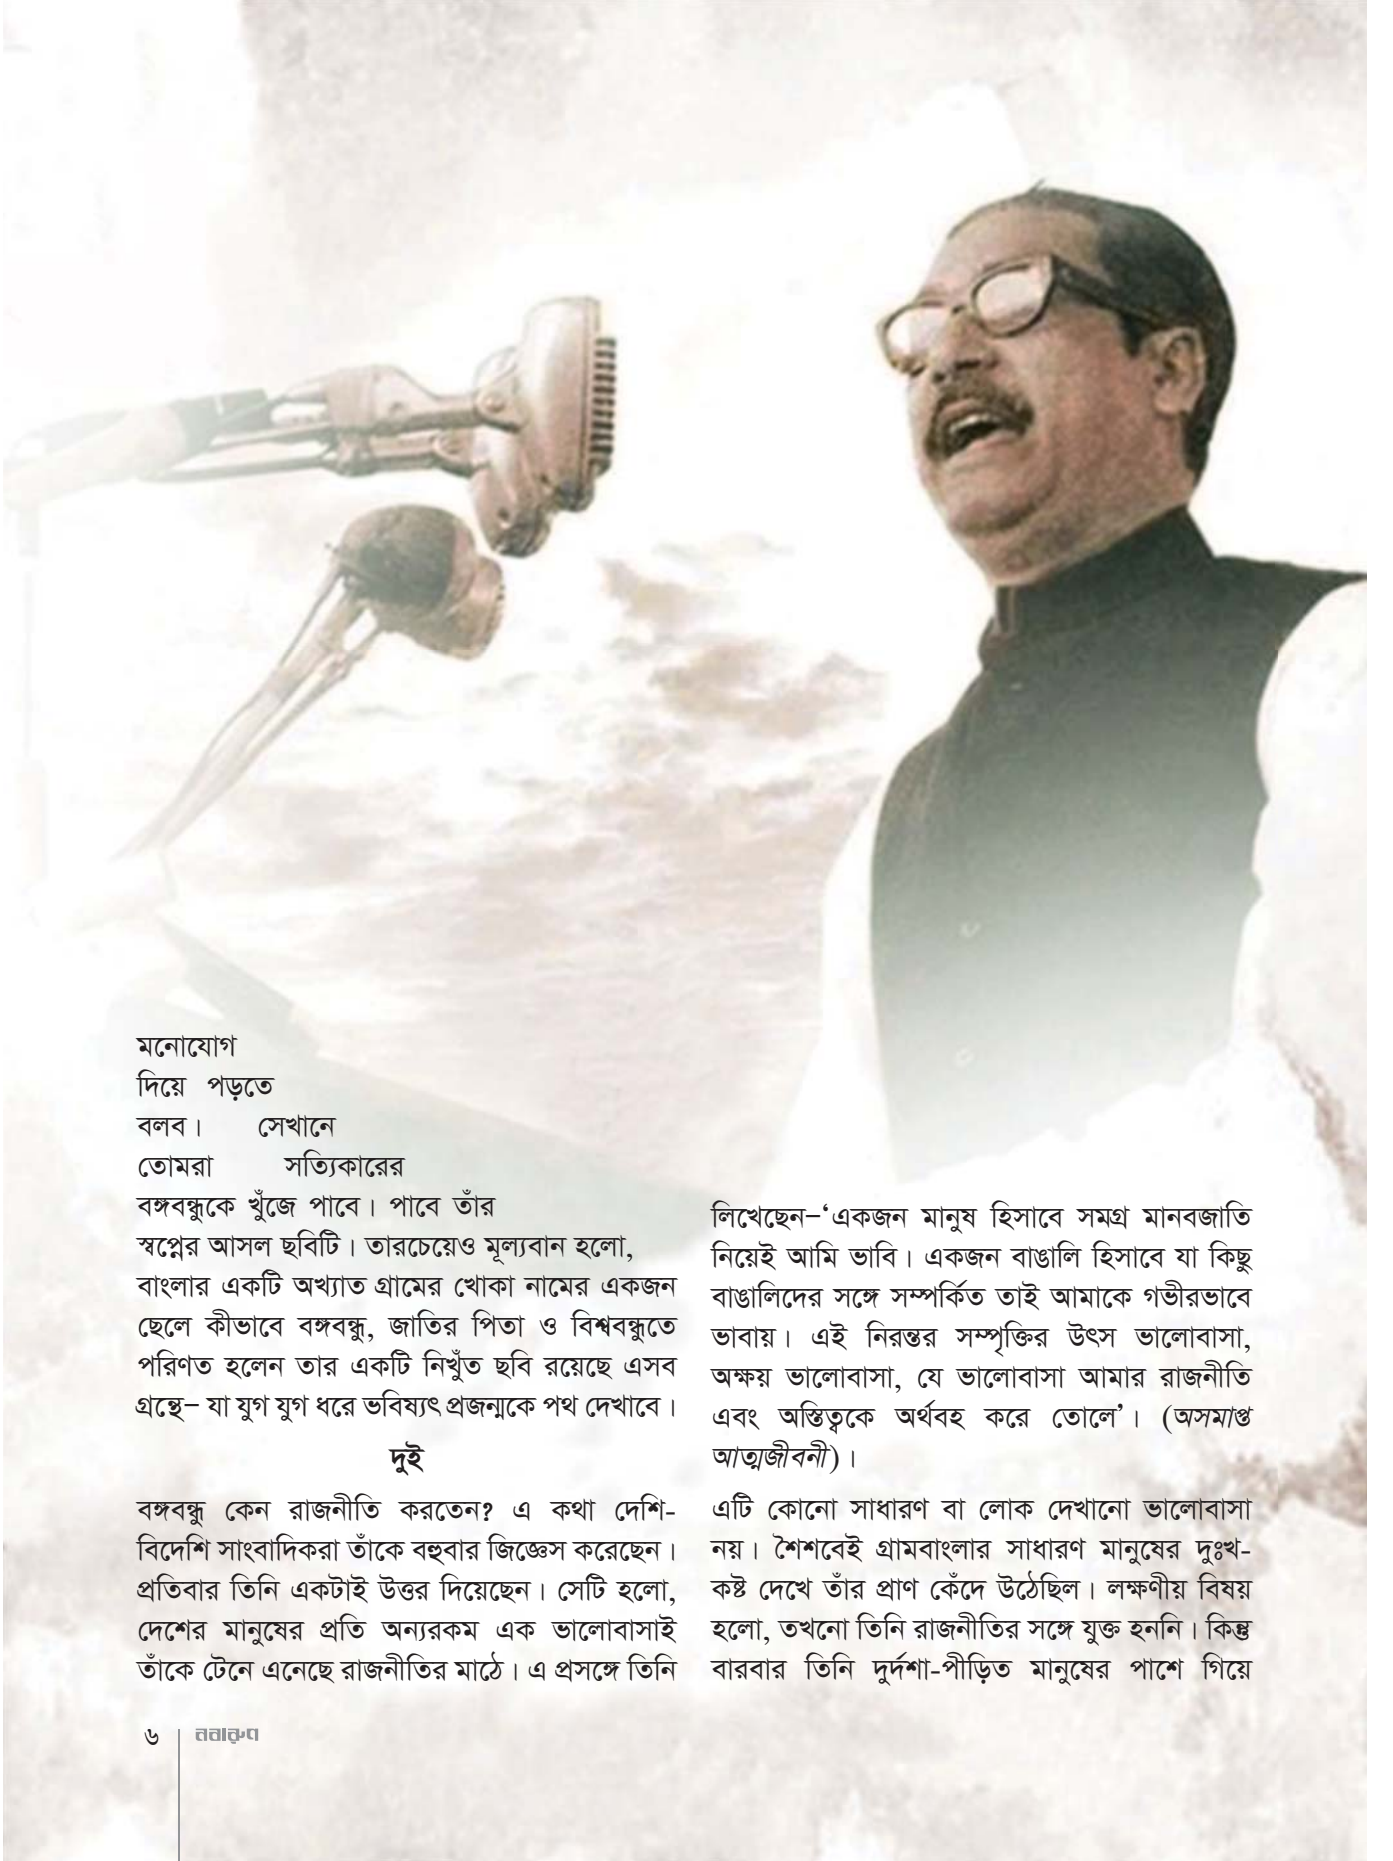 মনোযোগ
দিয়ে পড়তে
বলব। সেখানে
তোমরা সত্যিকারের
বঙ্গবন্ধুকে খুঁজে পাবে। পাবে তাঁর
স্বপ্নের আসল ছবিটি। তারচেয়েও মূল্যবান হলো,
বাংলার একটি অখ্যাত গ্রামের খোকা নামের একজন
ছেলে কীভাবে বঙ্গবন্ধু, জাতির পিতা ও বিশ্ববন্ধুতে
পরিণত হলেন তার একটি নিখুঁত ছবি রয়েছে এসব
গ্রন্থে– যা যুগ যুগ ধরে ভবিষ্যৎ প্রজন্মকে পথ দেখাবে।
দুই
বঙ্গবন্ধু কেন রাজনীতি করতেন? এ কথা দেশি-
বিদেশি সাংবাদিকরা তাঁকে বহুবার জিজ্ঞেস করেছেন।
প্রতিবার তিনি একটাই উত্তর দিয়েছেন। সেটি হলো,
দেশের মানুষের প্রতি অন্যরকম এক ভালোবাসাই
তাঁকে টেনে এনেছে রাজনীতির মাঠে। এ প্রসঙ্গে তিনি
লিখেছেন–‘একজন মানুষ হিসাবে সমগ্র মানবজাতি
নিয়েই আমি ভাবি। একজন বাঙালি হিসাবে যা কিছু
বাঙালিদের সঙ্গে সম্পর্কিত তাই আমাকে গভীরভাবে
ভাবায়। এই নিরন্তর সম্পৃক্তির উৎস ভালোবাসা,
অক্ষয় ভালোবাসা, যে ভালোবাসা আমার রাজনীতি
এবং অস্তিত্বকে অর্থবহ করে তোলে’। (অসমাপ্ত
আত্মজীবনী)।
এটি কোনো সাধারণ বা লোক দেখানো ভালোবাসা
নয়। শৈশবেই গ্রামবাংলার সাধারণ মানুষের দুঃখ-
কষ্ট দেখে তাঁর প্রাণ কেঁদে উঠেছিল। লক্ষণীয় বিষয়
হলো, তখনো তিনি রাজনীতির সঙ্গে যুক্ত হননি। কিন্তু
বারবার তিনি দুর্দশা-পীড়িত মানুষের পাশে গিয়ে
৬ নবারুণ